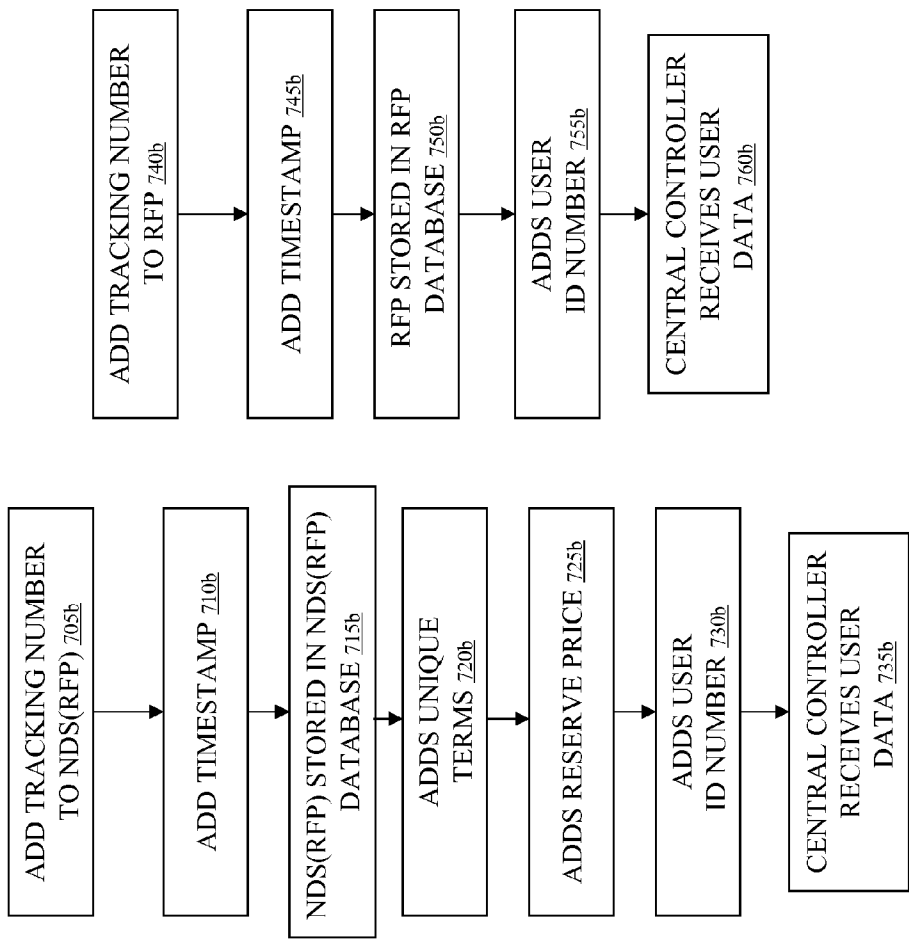 ADD TRACKING NUMBER
TO NDS(RFP) 705b
ADD TIMESTAMP 710b
NDS(RFP) STORED IN NDS(RFP)
DATABASE 715b
ADDS UNIQUE
TERMS 720b
ADDS RESERVE PRICE 725b
ADDS USER
ID NUMBER 730b
CENTRAL CONTROLLER
RECEIVES USER
DATA 735b
ADD TRACKING NUMBER
TO RFP 740b
ADD TIMESTAMP 745b
RFP STORED IN RFP
DATABASE 750b
ADDS USER
ID NUMBER 755b
CENTRAL CONTROLLER
RECEIVES USER
DATA 760b